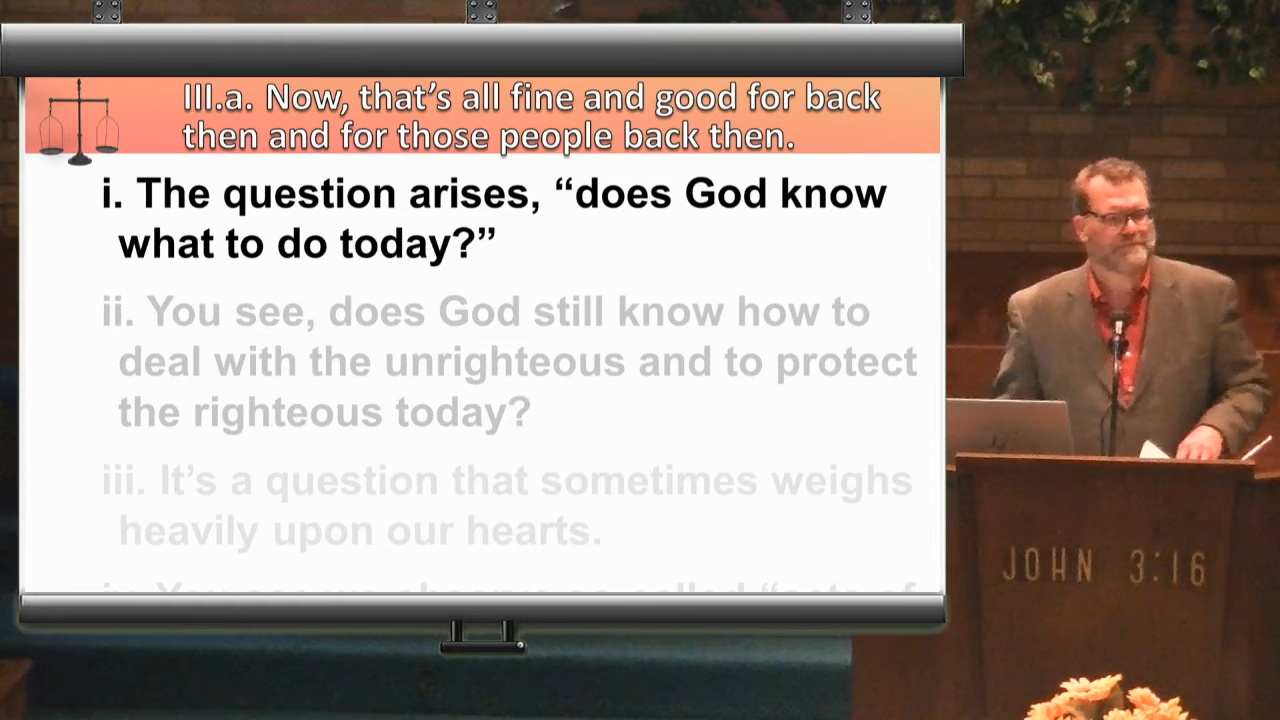 III.a. Now, that’s all fine and good for back
then and for those people back then.
i. The question arises, “does God know
what to do today?”
ii. You see, does God still know how to
deal with the unrighteous and to protect
the righteous today?
iii. It’s a question that sometimes weighs
heavily upon our hearts.
JOHN 3:16